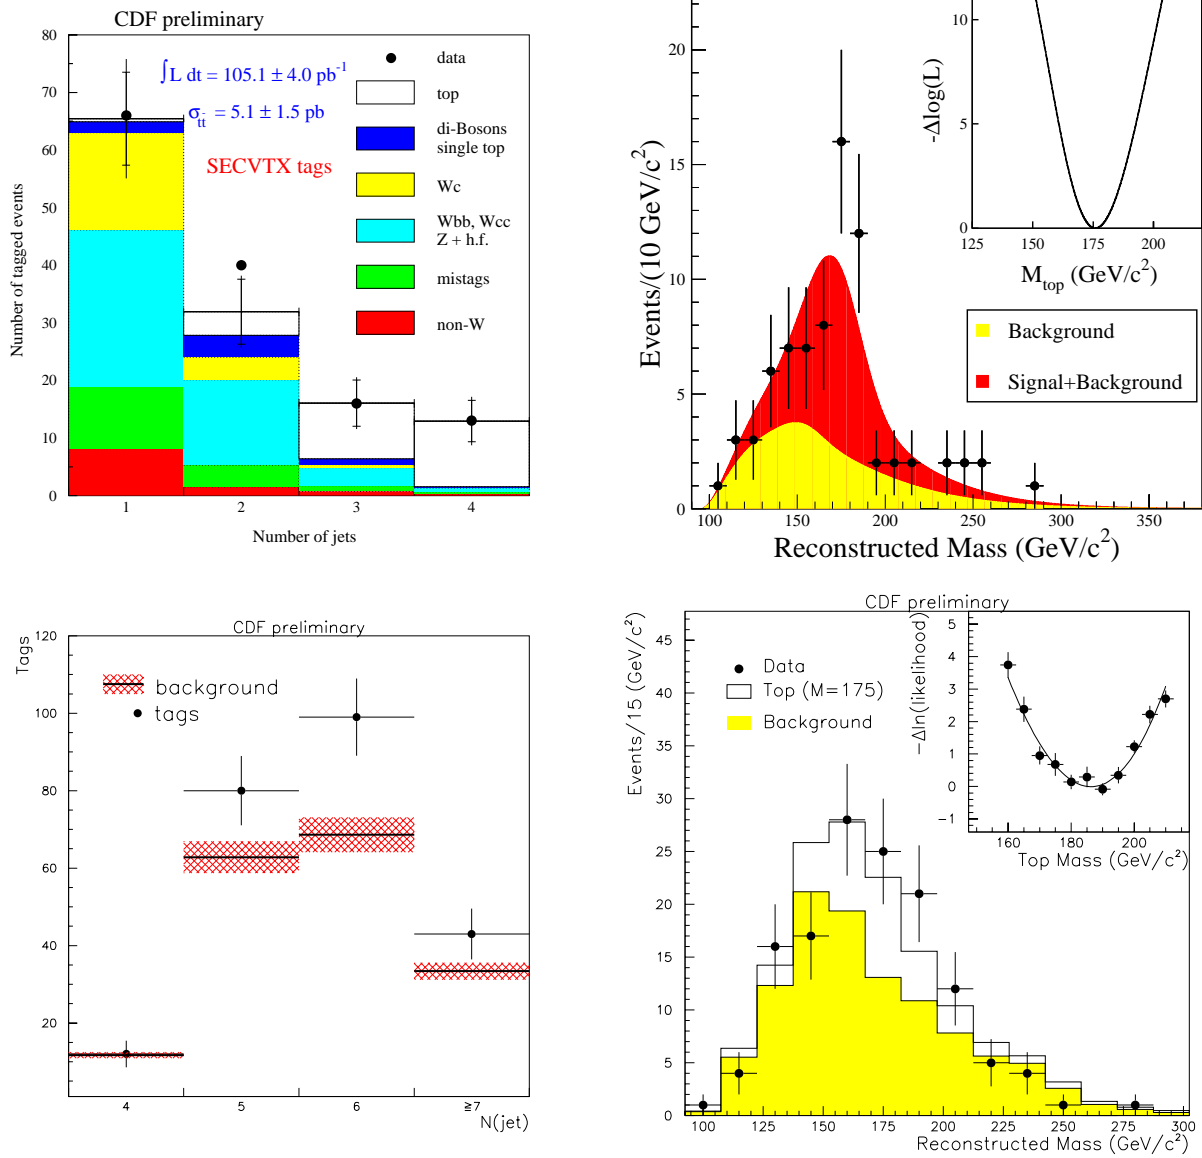 CDF preliminary
80
70
60
50
40
30
20
10
0
Number of tagged events
∫L dt = 105.1 ± 4.0 pb⁻¹
σ_tt̄ = 5.1 ± 1.5 pb
SECVTX tags
data
top
di-Bosons
single top
Wc
Wbb, Wcc
Z + h.f.
mistags
non-W
1 2 3 4
Number of jets
20
15
10
5
0
Events/(10 GeV/c²)
10
5
0
-Δlog(L)
125 150 175 200
M_top (GeV/c²)
Background
Signal+Background
100 150 200 250 300 350
Reconstructed Mass (GeV/c²)
CDF preliminary
120
100
80
60
40
20
Tags
background
tags
4 5 6 ≥7
N(jet)
CDF preliminary
45
40
35
30
25
20
15
10
5
0
Events/15 (GeV/c²)
Data
Top (M=175)
Background
5
4
3
2
1
0
−1
−Δln(likelihood)
160 180 200
Top Mass (GeV/c²)
100 125 150 175 200 225 250 275 300
Reconstructed Mass (GeV/c²)